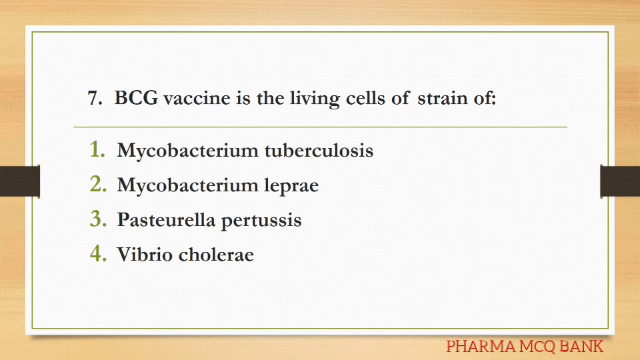 7. BCG vaccine is the living cells of strain of:
1. Mycobacterium tuberculosis
2. Mycobacterium leprae
3. Pasteurella pertussis
4. Vibrio cholerae
PHARMA MCQ BANK